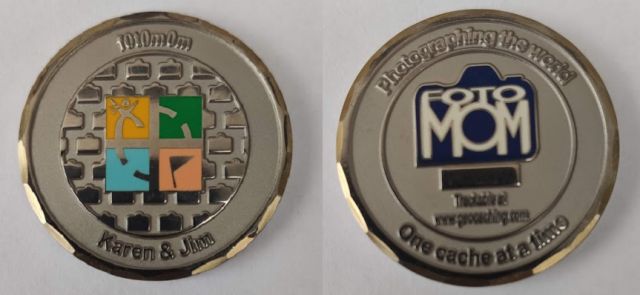 1010m0m
Karen & Jim
Photographing the world
FOTO
MOM
Trackable at
www.geocaching.com
One cache at a time